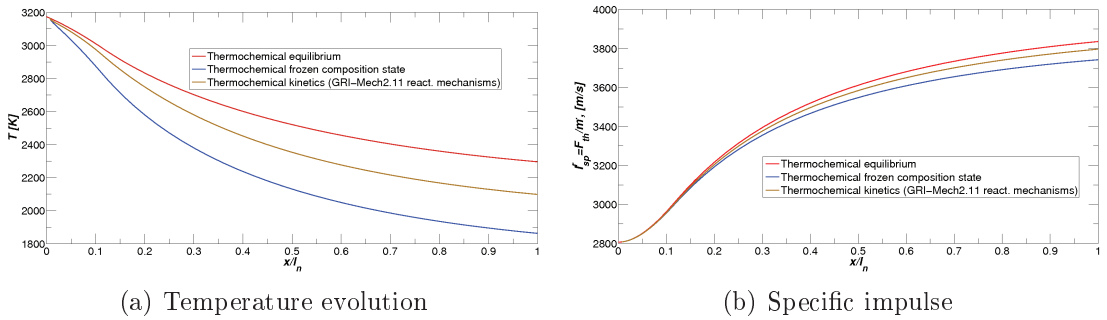 3200
3000
2800
2600
2400
2200
2000
1800
T [K]
Thermochemical equilibrium
Thermochemical frozen composition state
Thermochemical kinetics (GRI−Mech2.11 react. mechanisms)
0 0.1 0.2 0.3 0.4 0.5 0.6 0.7 0.8 0.9 1
x/l_n
(a) Temperature evolution
4000
3800
3600
3400
3200
3000
2800
f_sp=F_th/ṁ, [m/s]
Thermochemical equilibrium
Thermochemical frozen composition state
Thermochemical kinetics (GRI−Mech2.11 react. mechanisms)
0 0.1 0.2 0.3 0.4 0.5 0.6 0.7 0.8 0.9 1
x/l_n
(b) Specific impulse